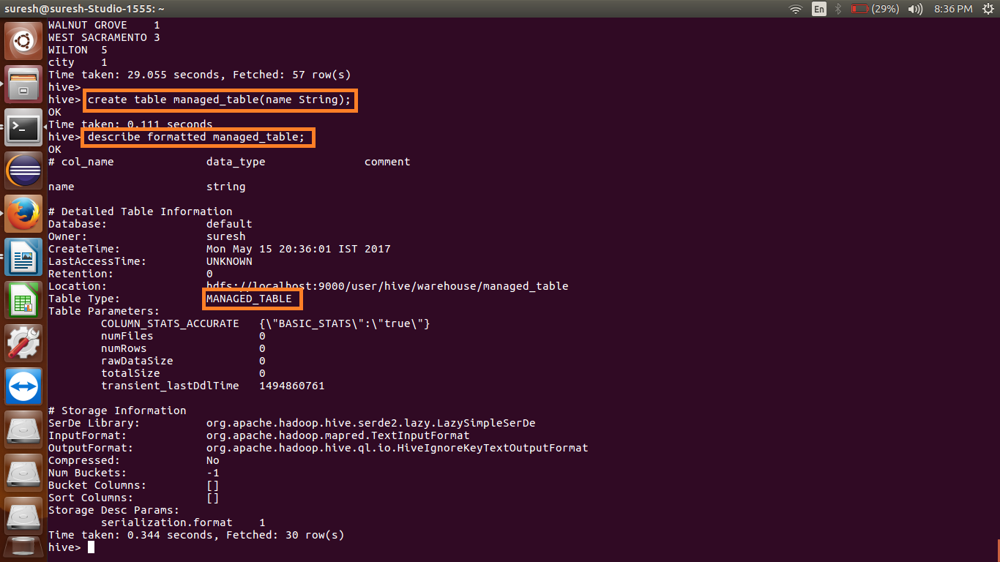 suresh@suresh-Studio-1555: ~ En (29%) 8:36 PM
WALNUT GROVE 1
WEST SACRAMENTO 3
WILTON 5
city 1
Time taken: 29.055 seconds, Fetched: 57 row(s)
hive>
hive> create table managed_table(name String);
OK
Time taken: 0.111 seconds
hive> describe formatted managed_table;
OK
# col_name data_type comment
name string
# Detailed Table Information
Database: default
Owner: suresh
CreateTime: Mon May 15 20:36:01 IST 2017
LastAccessTime: UNKNOWN
Retention: 0
Location: hdfs://localhost:9000/user/hive/warehouse/managed_table
Table Type: MANAGED_TABLE
Table Parameters:
COLUMN_STATS_ACCURATE {\"BASIC_STATS\":\"true\"}
numFiles 0
numRows 0
rawDataSize 0
totalSize 0
transient_lastDdlTime 1494860761
# Storage Information
SerDe Library: org.apache.hadoop.hive.serde2.lazy.LazySimpleSerDe
InputFormat: org.apache.hadoop.mapred.TextInputFormat
OutputFormat: org.apache.hadoop.hive.ql.io.HiveIgnoreKeyTextOutputFormat
Compressed: No
Num Buckets: -1
Bucket Columns: []
Sort Columns: []
Storage Desc Params:
serialization.format 1
Time taken: 0.344 seconds, Fetched: 30 row(s)
hive>